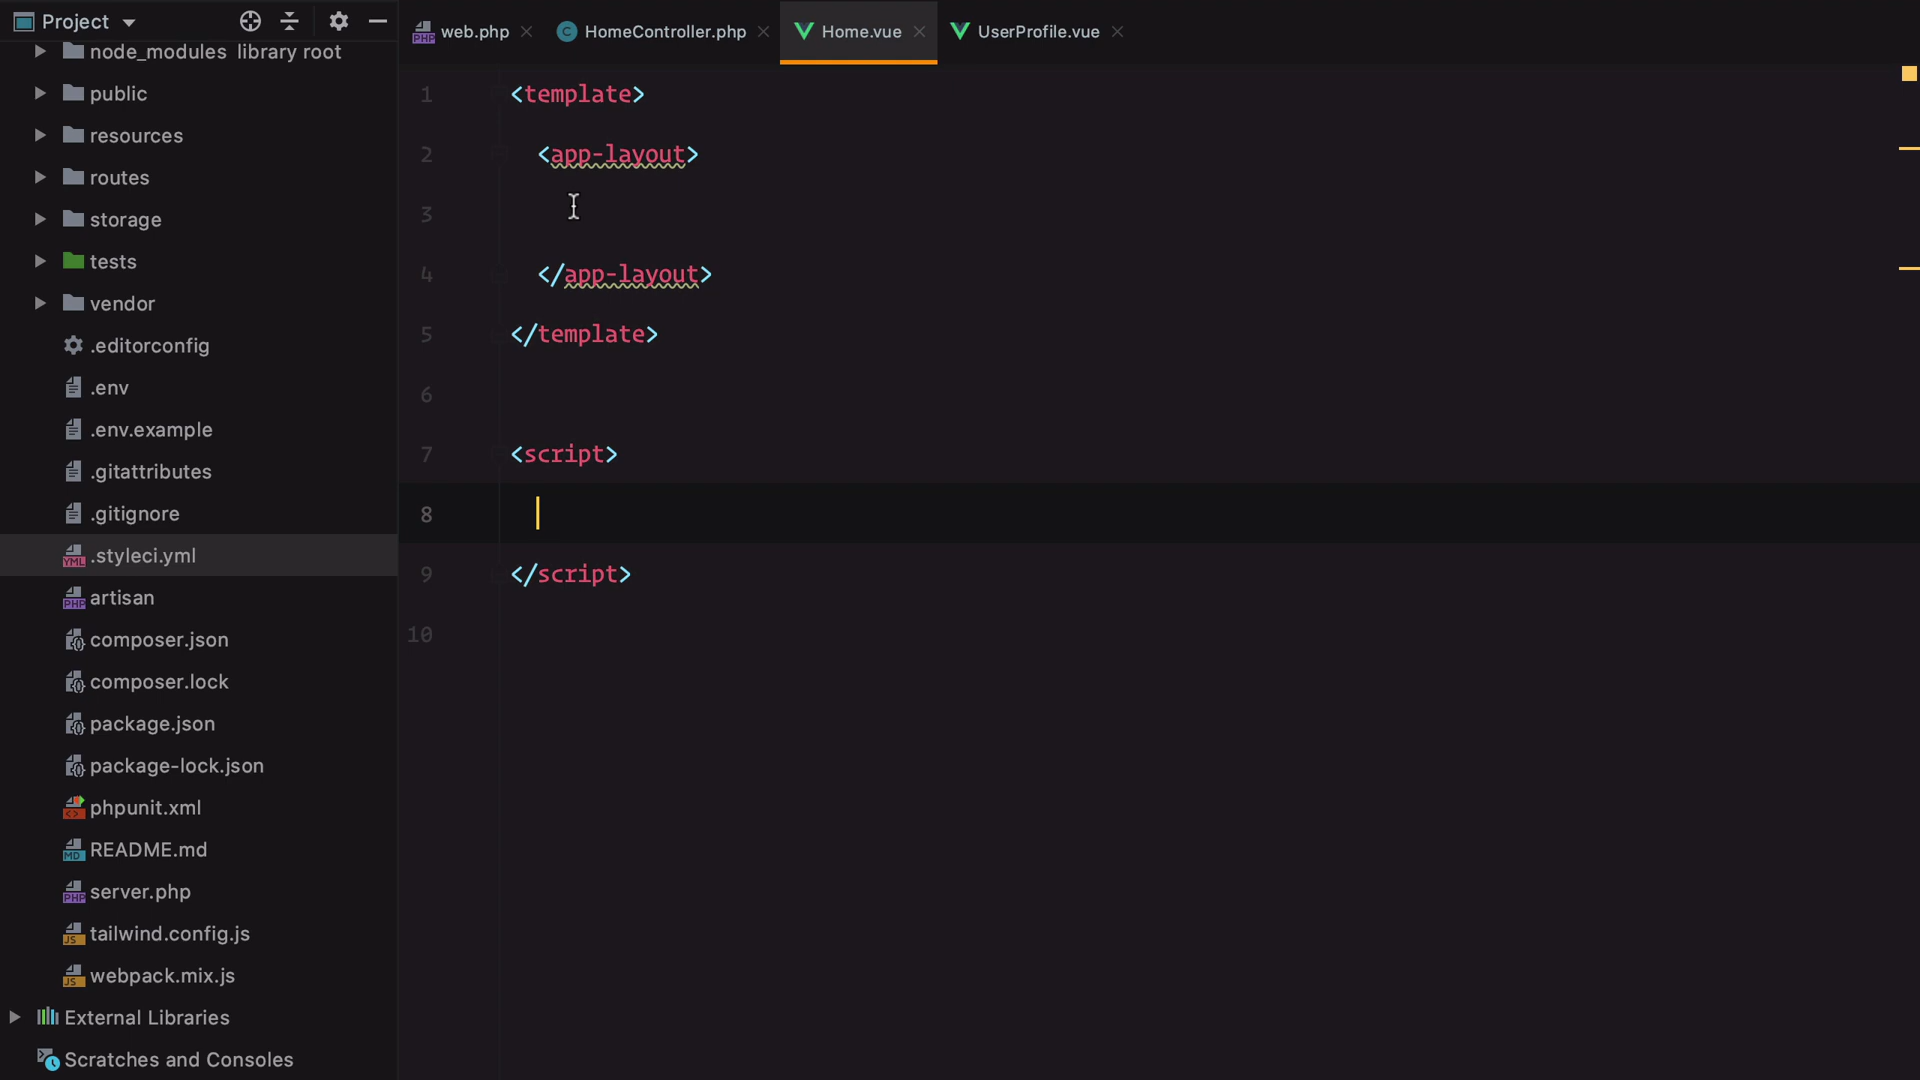 Project
node_modules library root
public
resources
routes
storage
tests
vendor
.editorconfig
.env
.env.example
.gitattributes
.gitignore
.styleci.yml
artisan
composer.json
composer.lock
package.json
package-lock.json
phpunit.xml
README.md
server.php
tailwind.config.js
webpack.mix.js
External Libraries
Scratches and Consoles
web.php
HomeController.php
Home.vue
UserProfile.vue
1 <template>
2 <app-layout>
3
4 </app-layout>
5 </template>
6
7 <script>
8
9 </script>
10